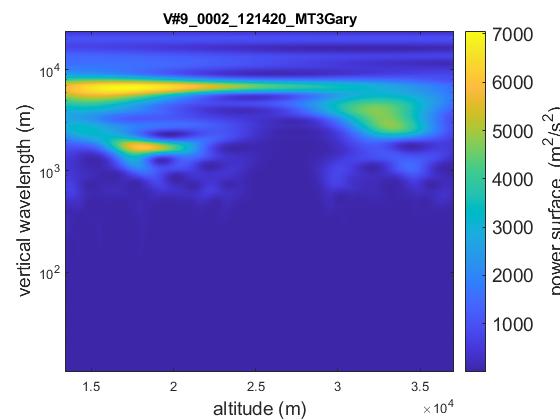 V#9_0002_121420_MT3Gary
vertical wavelength (m)
10^4
10^3
10^2
1.5 2 2.5 3 3.5
× 10^4
altitude (m)
7000
6000
5000
4000
3000
2000
1000
power surface (m^2/s^2)